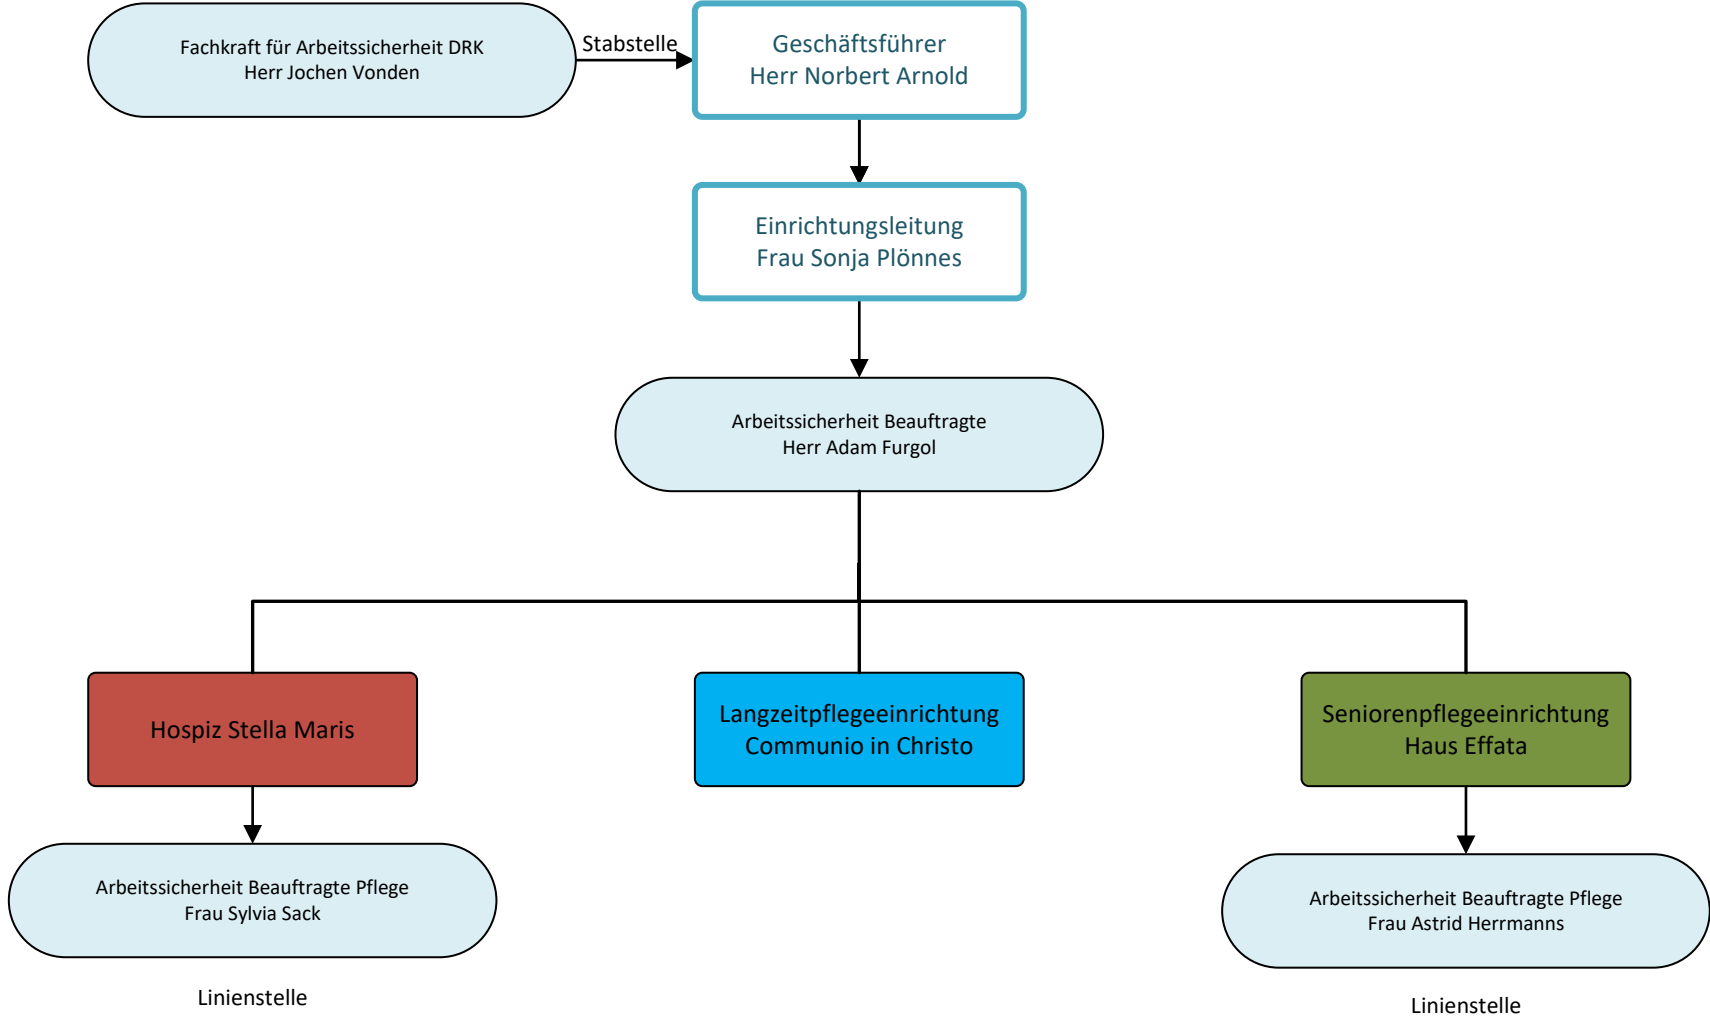 Fachkraft für Arbeitssicherheit DRK
Herr Jochen Vonden
Stabstelle
Geschäftsführer
Herr Norbert Arnold
Einrichtungsleitung
Frau Sonja Plönnes
Arbeitssicherheit Beauftragte
Herr Adam Furgol
Hospiz Stella Maris
Langzeitpflegeeinrichtung
Communio in Christo
Seniorenpflegeeinrichtung
Haus Effata
Arbeitssicherheit Beauftragte Pflege
Frau Sylvia Sack
Arbeitssicherheit Beauftragte Pflege
Frau Astrid Herrmanns
Linienstelle
Linienstelle